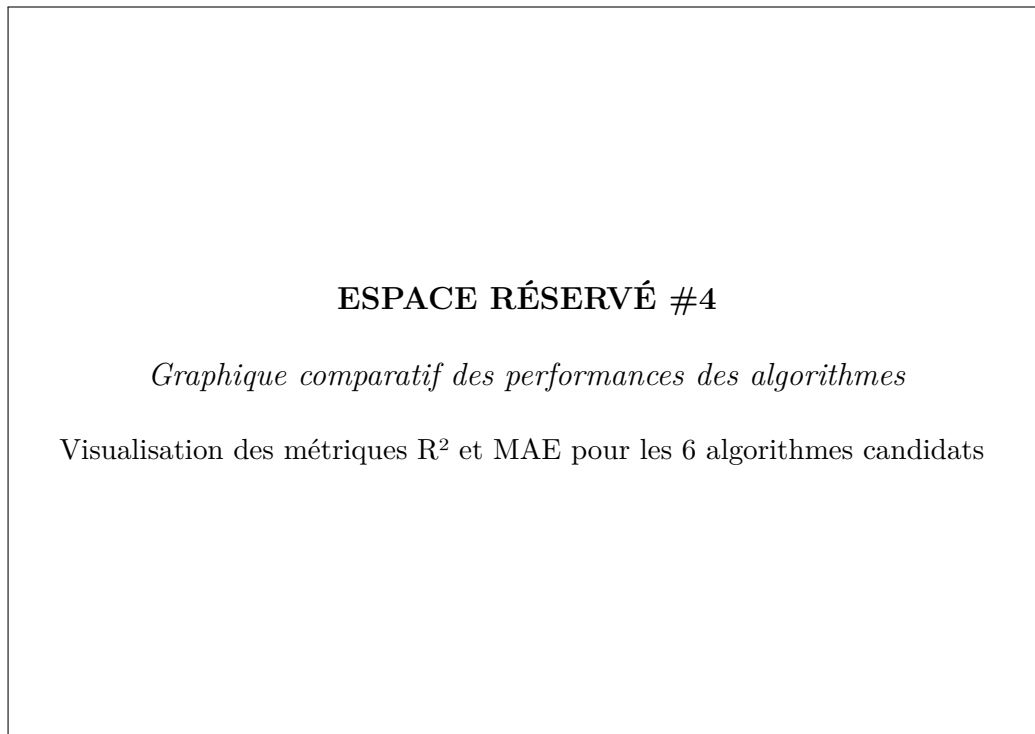 ESPACE RÉSERVÉ #4
Graphique comparatif des performances des algorithmes
Visualisation des métriques R² et MAE pour les 6 algorithmes candidats